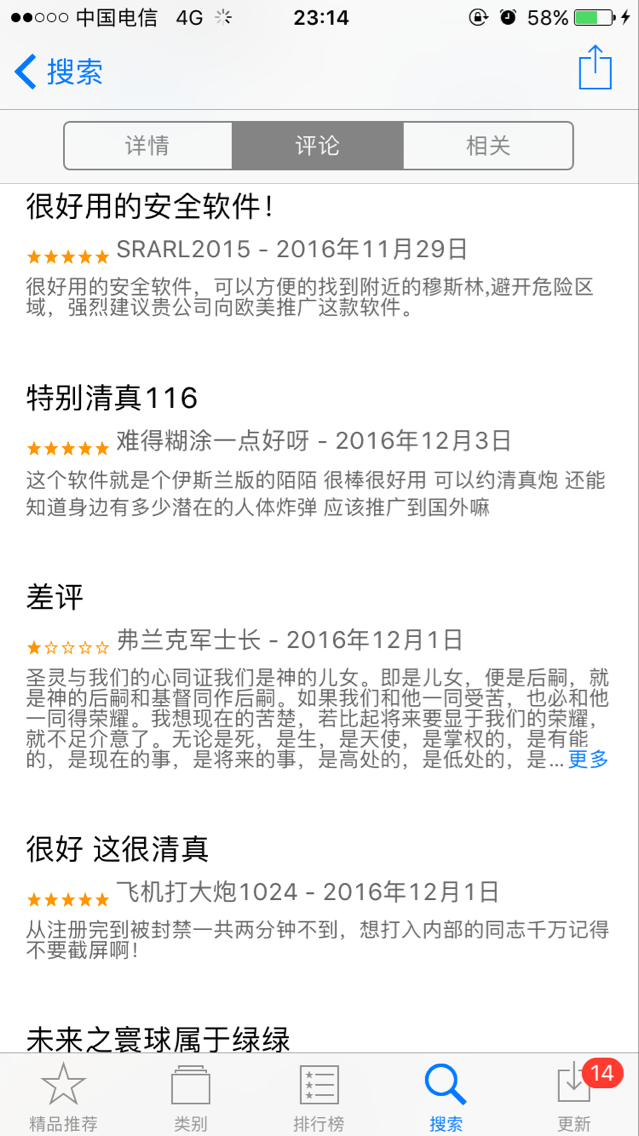 中国电信 4G 23:14 58%
搜索
详情 评论 相关
很好用的安全软件！
SRARL2015 - 2016年11月29日
很好用的安全软件，可以方便的找到附近的穆斯林,避开危险区
域，强烈建议贵公司向欧美推广这款软件。
特别清真116
难得糊涂一点好呀 - 2016年12月3日
这个软件就是个伊斯兰版的陌陌 很棒很好用 可以约清真炮 还能
知道身边有多少潜在的人体炸弹 应该推广到国外嘛
差评
弗兰克军士长 - 2016年12月1日
圣灵与我们的心同证我们是神的儿女。即是儿女，便是后嗣，就
是神的后嗣和基督同作后嗣。如果我们和他一同受苦，也必和他
一同得荣耀。我想现在的苦楚，若比起将来要显于我们的荣耀，
就不足介意了。无论是死，是生，是天使，是掌权的，是有能
的，是现在的事，是将来的事，是高处的，是低处的，是... 更多
很好 这很清真
飞机打大炮1024 - 2016年12月1日
从注册完到被封禁一共两分钟不到，想打入内部的同志千万记得
不要截屏啊！
未来之寰球属于绿绿
14
精品推荐 类别 排行榜 搜索 更新